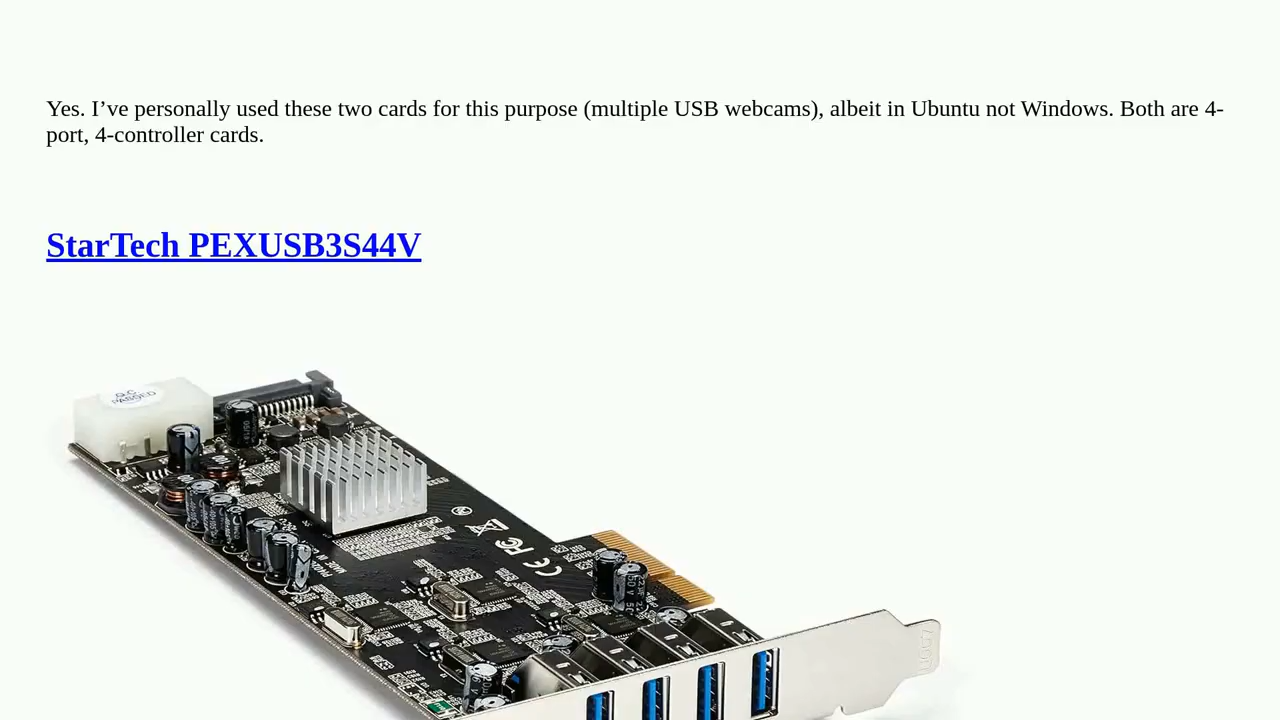 Yes. I’ve personally used these two cards for this purpose (multiple USB webcams), albeit in Ubuntu not Windows. Both are 4-
port, 4-controller cards.
StarTech PEXUSB3S44V
Q.C
PASSED